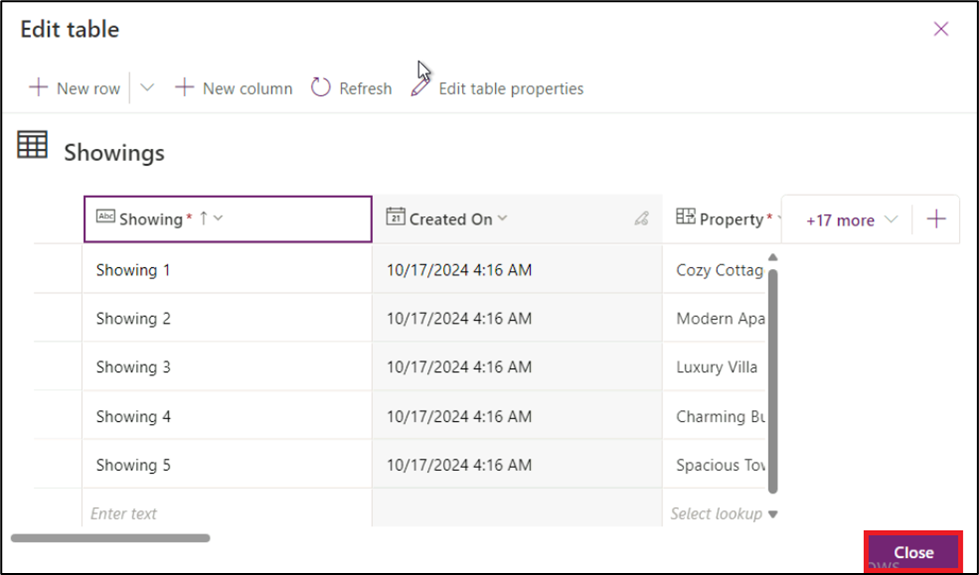 Edit table
New row New column Refresh Edit table properties
Showings
Abc Showing * 21 Created On Property * +17 more
Showing 1 10/17/2024 4:16 AM Cozy Cottag
Showing 2 10/17/2024 4:16 AM Modern Apa
Showing 3 10/17/2024 4:16 AM Luxury Villa
Showing 4 10/17/2024 4:16 AM Charming Bu
Showing 5 10/17/2024 4:16 AM Spacious Tow
Enter text Select lookup
Close